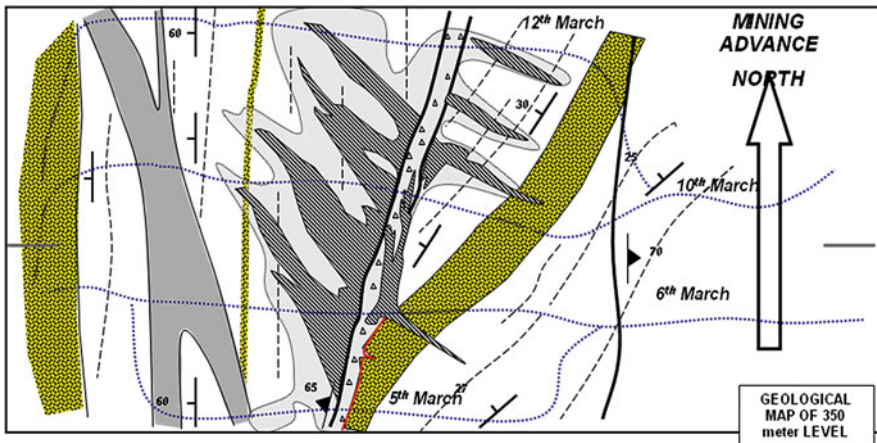 60
12th March
MINING
ADVANCE
NORTH
30
25
10th March
70
6th March
65
60
5th March
27
GEOLOGICAL
MAP OF 350
meter LEVEL